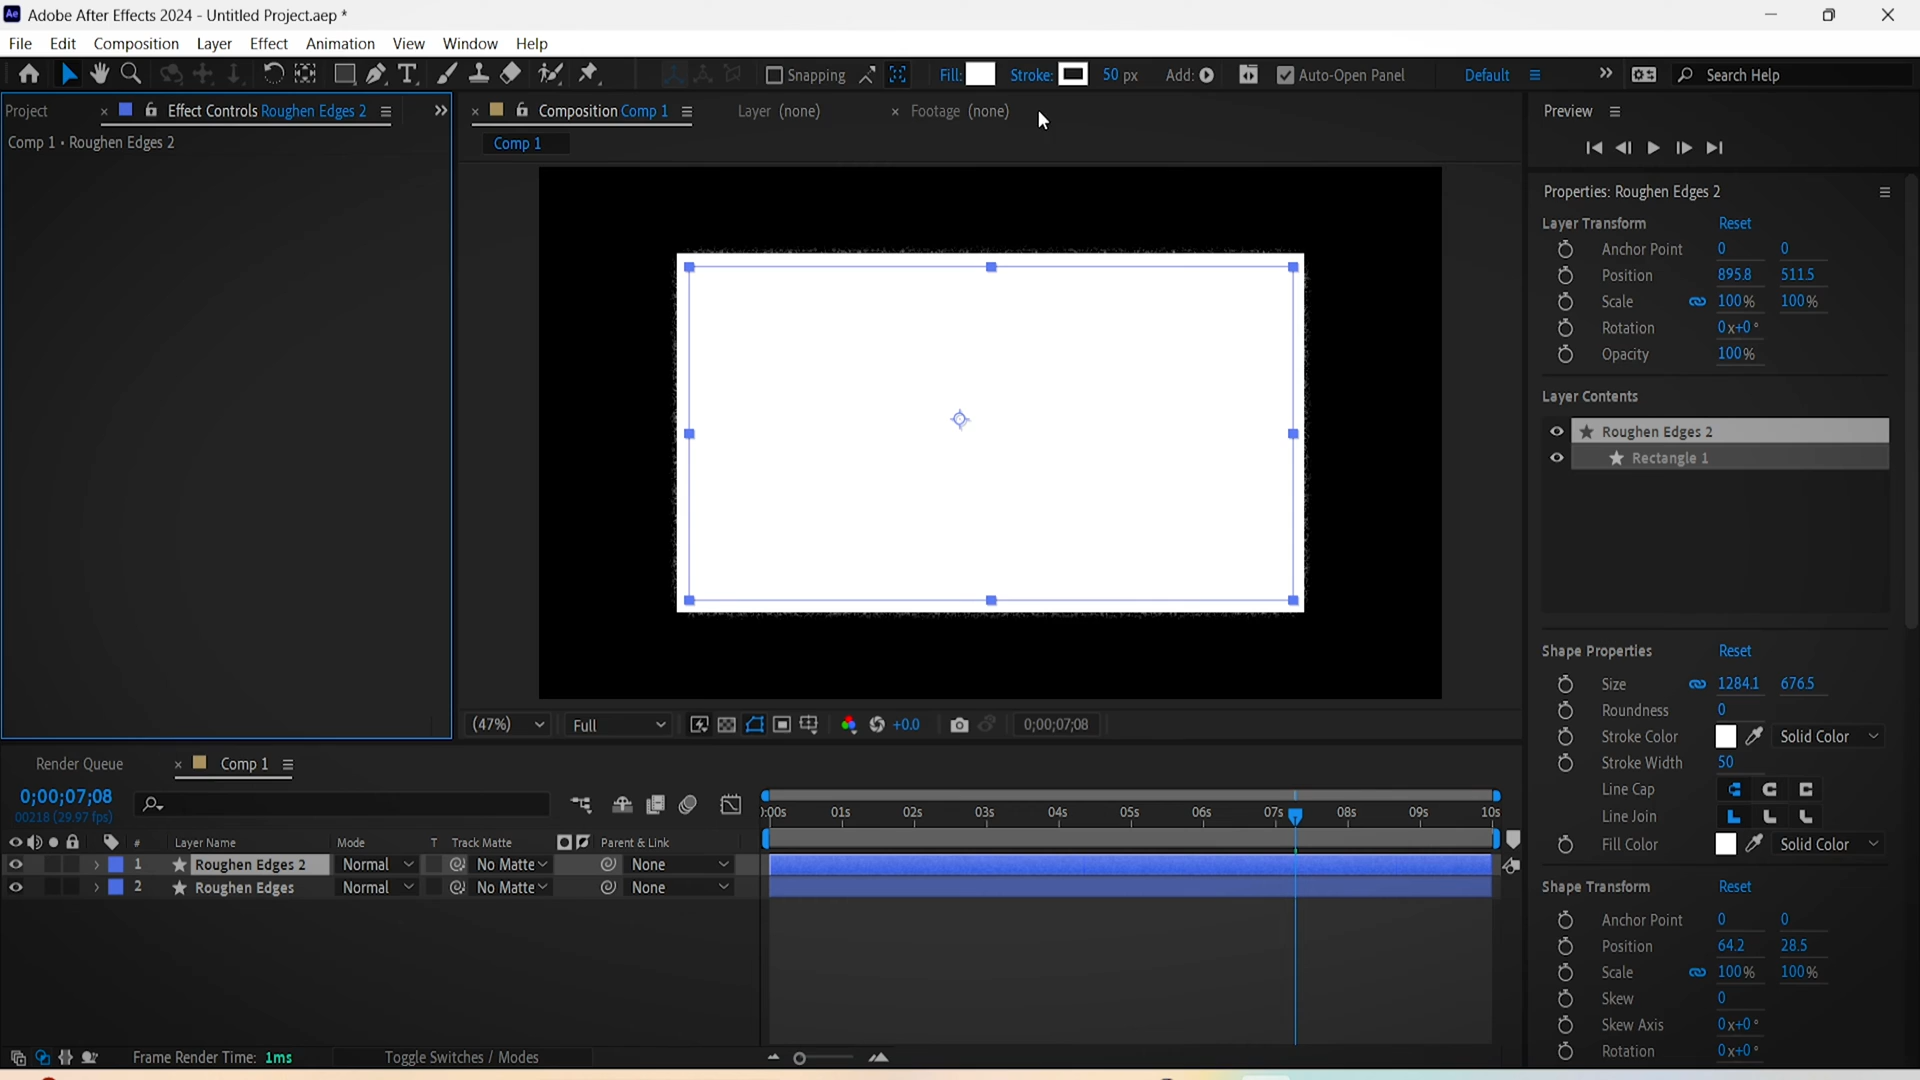 Ae Adobe After Effects 2024 - Untitled Project.aep *
File Edit Composition Layer Effect Animation View Window Help
T Snapping Fill: Stroke: 50 px Add: Auto-Open Panel Default Search Help
Project × Effect Controls Roughen Edges 2
Comp 1 • Roughen Edges 2
× Composition Comp 1 Layer (none) × Footage (none)
Comp 1
Preview
Properties: Roughen Edges 2
Layer Transform Reset
Anchor Point 0 0
Position 895.8 511.5
Scale 100% 100%
Rotation 0x+0°
Opacity 100%
Layer Contents
Roughen Edges 2
Rectangle 1
Shape Properties Reset
Size 1284.1 676.5
Roundness 0
Stroke Color Solid Color
Stroke Width 50
Line Cap
Line Join
Fill Color Solid Color
Shape Transform Reset
Anchor Point 0 0
Position 64.2 28.5
Scale 100% 100%
Skew 0
Skew Axis 0x+0°
Rotation 0x+0°
(47%) Full +0.0 0;00;07;08
Render Queue × Comp 1
0;00;07;08
00218 (29.97 fps)
):00s 01s 02s 03s 04s 05s 06s 07s 08s 09s 10s
# Layer Name Mode T Track Matte Parent & Link
1 Roughen Edges 2 Normal No Matte None
2 Roughen Edges Normal No Matte None
Frame Render Time: 1ms Toggle Switches / Modes